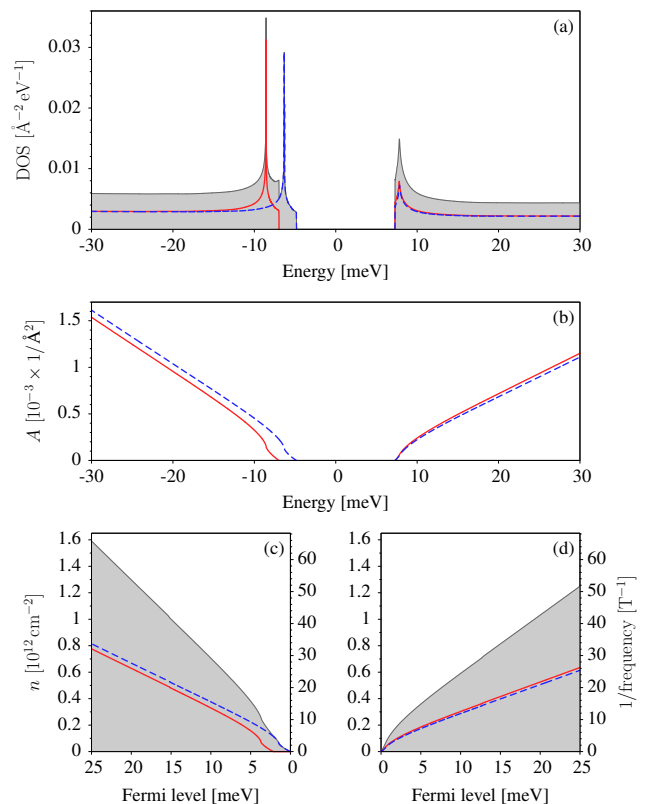 (a)
DOS [Å⁻² eV⁻¹]
0.03
0.02
0.01
0
-30 -20 -10 0 10 20 30
Energy [meV]
(b)
A [10⁻³ × 1/Å²]
1.5
1
0.5
0
-30 -20 -10 0 10 20 30
Energy [meV]
(c)
n [10¹² cm⁻²]
1.6
1.4
1.2
1
0.8
0.6
0.4
0.2
0
60
50
40
30
20
10
0
25 20 15 10 5 0
Fermi level [meV]
(d)
1.6
1.4
1.2
1
0.8
0.6
0.4
0.2
0
60
50
40
30
20
10
0
1/frequency [T⁻¹]
0 5 10 15 20 25
Fermi level [meV]